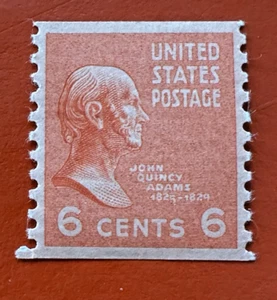 UNITED
STATES
POSTAGE
JOHN
QUINCY
ADAMS
1825-1829
6 CENTS 6